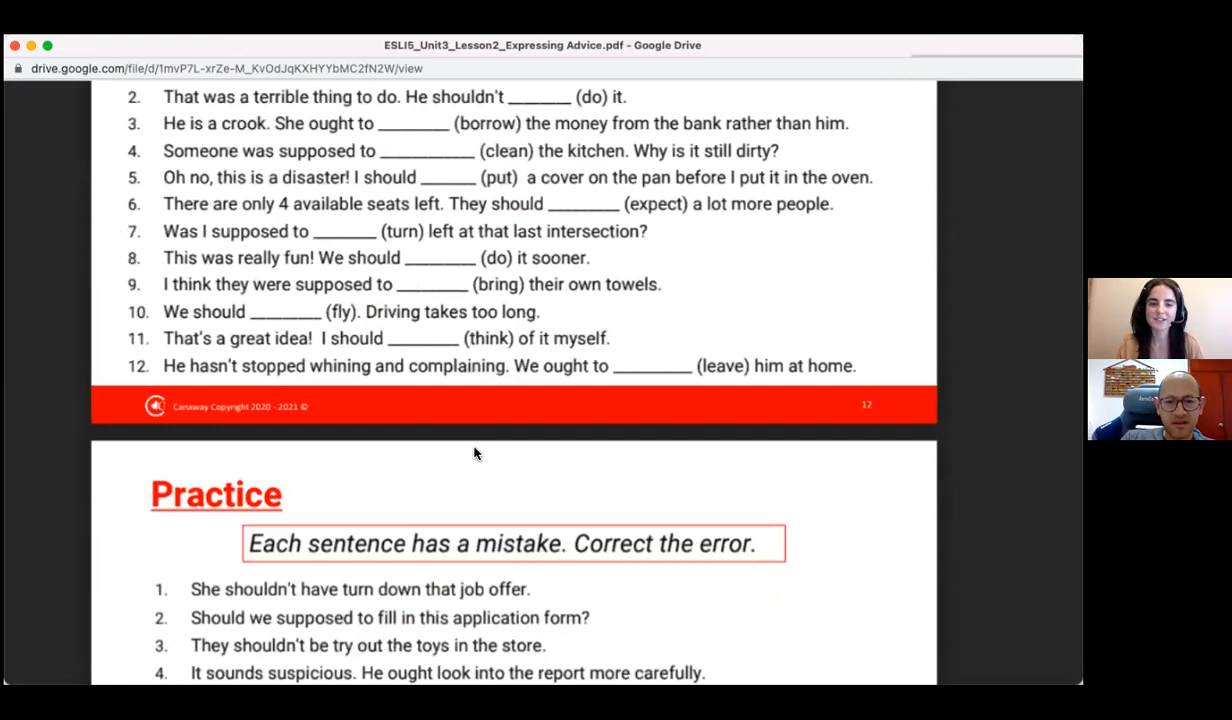 ESLI5_Unit3_Lesson2_Expressing Advice.pdf - Google Drive
drive.google.com/file/d/1mvP7L-xrZe-M_KvOdJqKXHYYbMC2fN2W/view
2. That was a terrible thing to do. He shouldn't _______ (do) it.
3. He is a crook. She ought to ________ (borrow) the money from the bank rather than him.
4. Someone was supposed to __________ (clean) the kitchen. Why is it still dirty?
5. Oh no, this is a disaster! I should ______ (put) a cover on the pan before I put it in the oven.
6. There are only 4 available seats left. They should ________ (expect) a lot more people.
7. Was I supposed to _______ (turn) left at that last intersection?
8. This was really fun! We should ________ (do) it sooner.
9. I think they were supposed to ________ (bring) their own towels.
10. We should ________ (fly). Driving takes too long.
11. That's a great idea! I should ________ (think) of it myself.
12. He hasn't stopped whining and complaining. We ought to _________ (leave) him at home.
Canaway Copyright 2020 - 2021 © 12
Practice
Each sentence has a mistake. Correct the error.
1. She shouldn't have turn down that job offer.
2. Should we supposed to fill in this application form?
3. They shouldn't be try out the toys in the store.
4. It sounds suspicious. He ought look into the report more carefully.